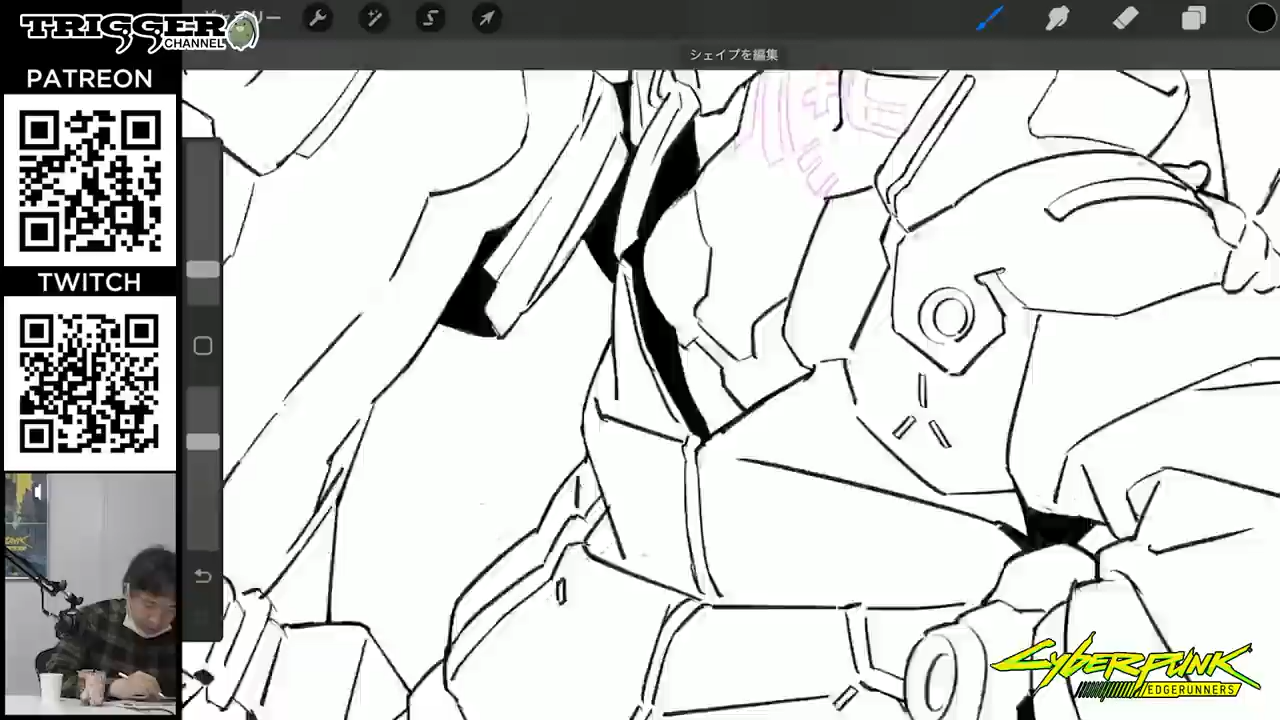 TRIGGER
CHANNEL
PATREON
TWITCH
シェイプを編集
CYBERPUNK
EDGERUNNERS